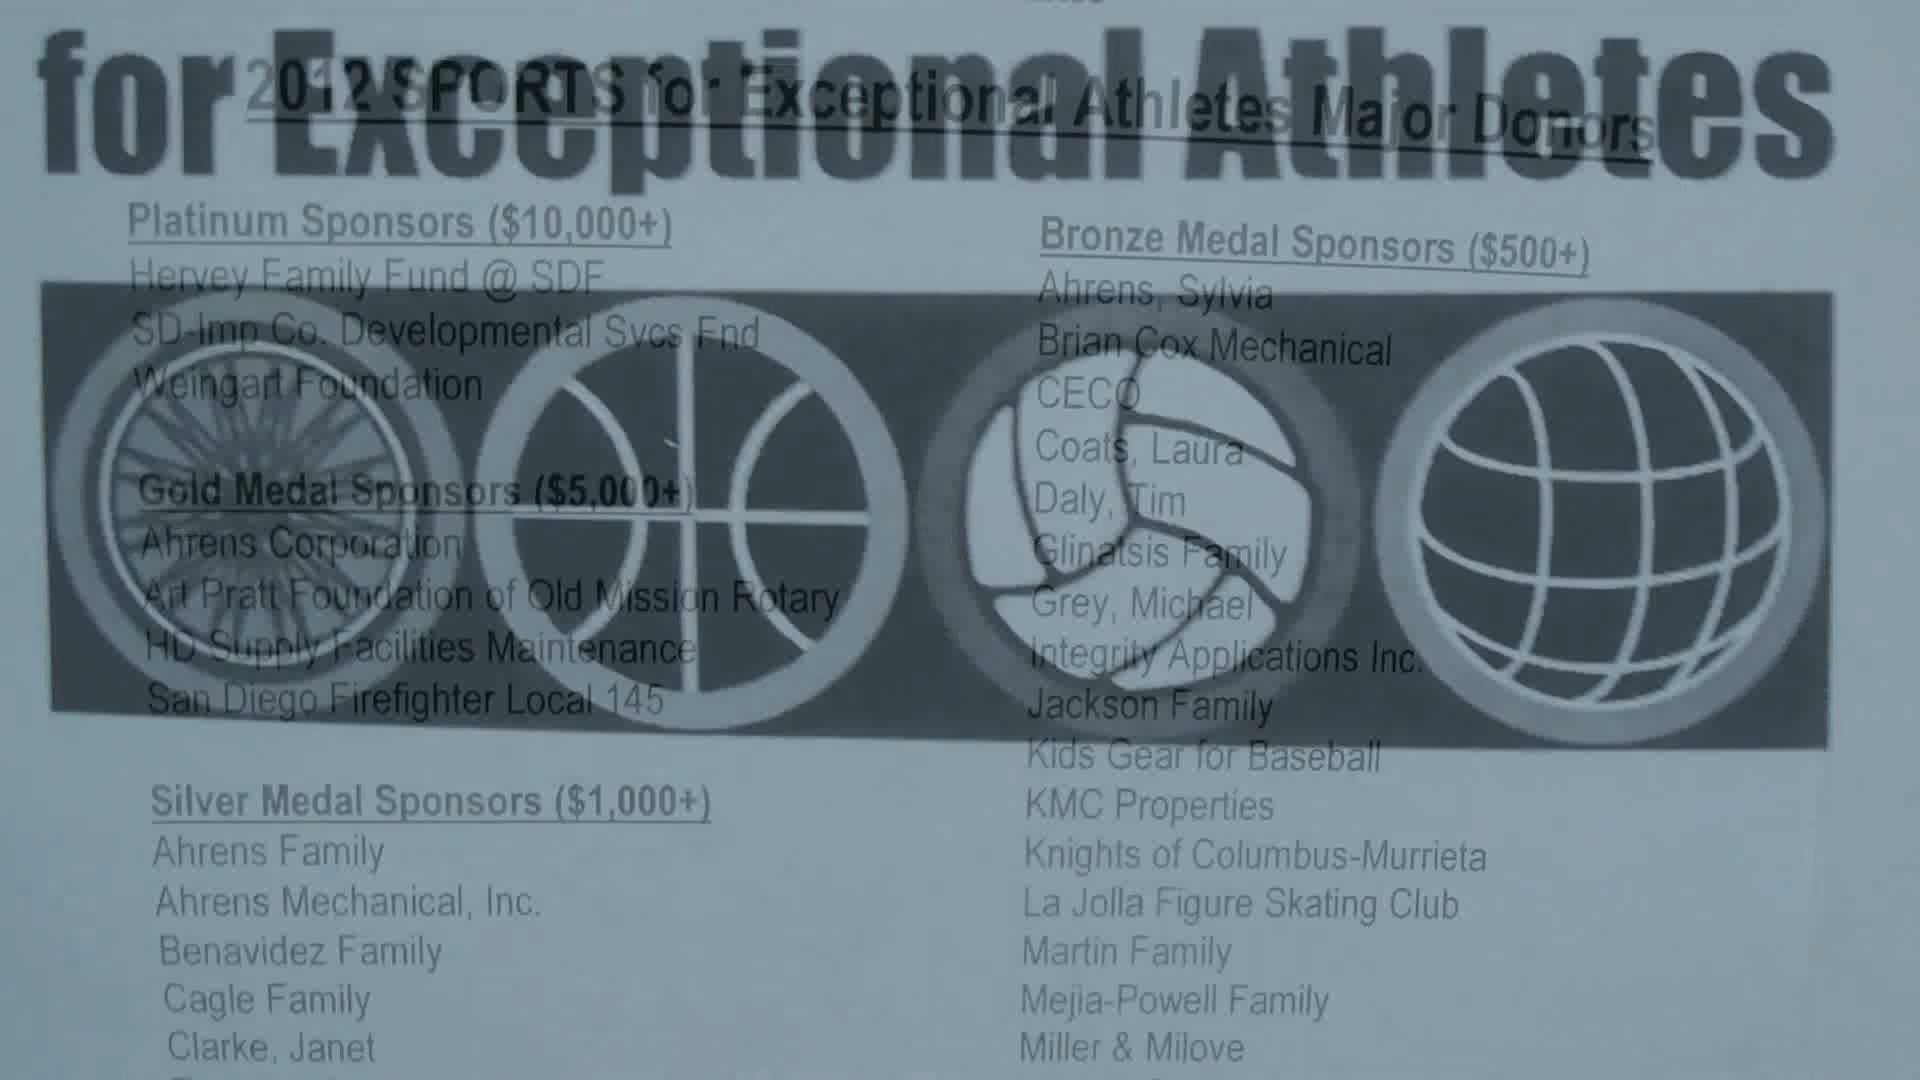 for Exceptional Athletes
2012 SPORTS for Exceptional Athletes Major Donors
Platinum Sponsors ($10,000+)
Hervey Family Fund @ SDF
SD-Imp Co. Developmental Svcs Fnd
Weingart Foundation
Gold Medal Sponsors ($5,000+)
Ahrens Corporation
Art Pratt Foundation of Old Mission Rotary
HD Supply Facilities Maintenance
San Diego Firefighter Local 145
Silver Medal Sponsors ($1,000+)
Ahrens Family
Ahrens Mechanical, Inc.
Benavidez Family
Cagle Family
Clarke, Janet
Bronze Medal Sponsors ($500+)
Ahrens, Sylvia
Brian Cox Mechanical
CECO
Coats, Laura
Daly, Tim
Glinatsis Family
Grey, Michael
Integrity Applications Inc.
Jackson Family
Kids Gear for Baseball
KMC Properties
Knights of Columbus-Murrieta
La Jolla Figure Skating Club
Martin Family
Mejia-Powell Family
Miller & Milove